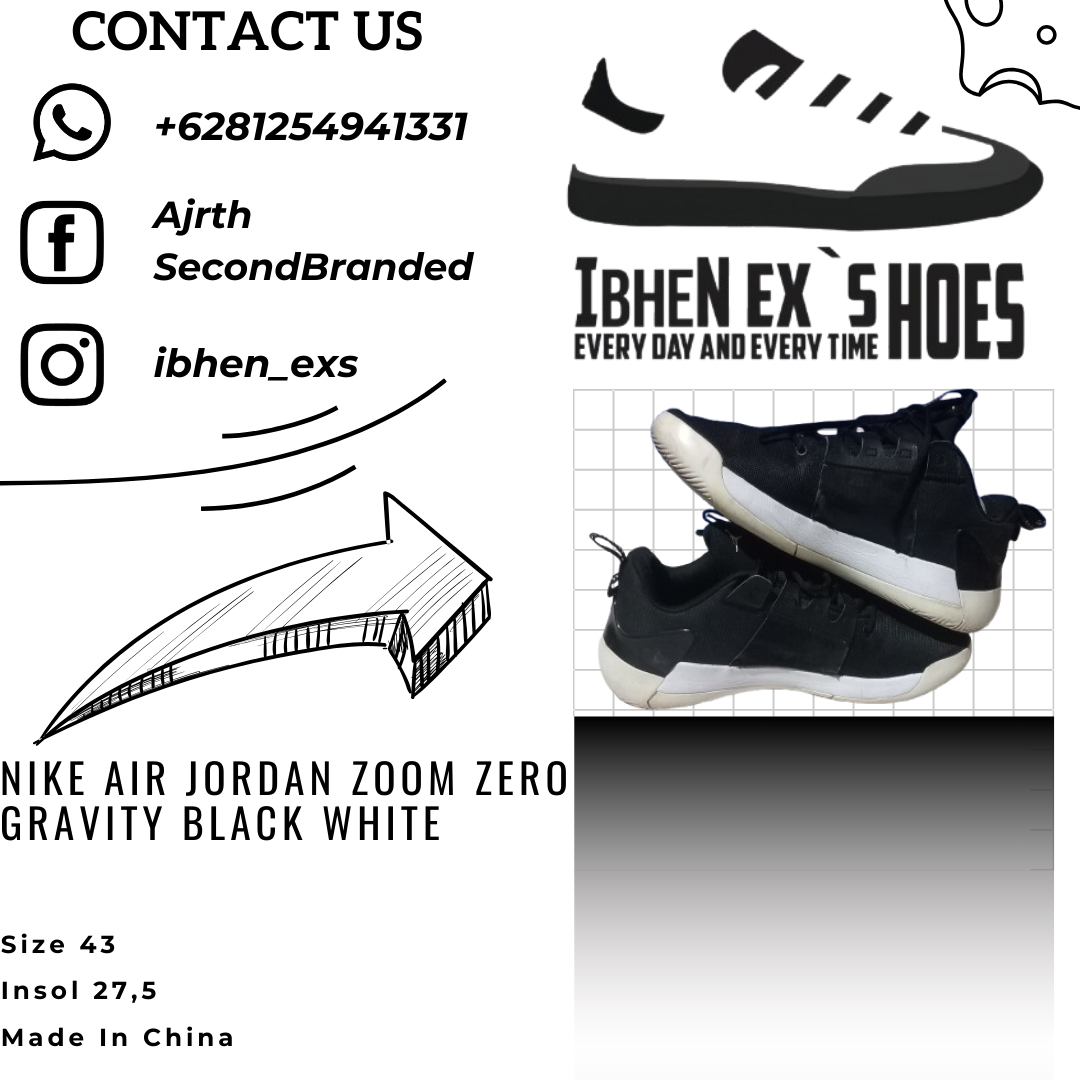 CONTACT US
+6281254941331
Ajrth
SecondBranded
ibhen_exs
IBHEN EX`SHOES
EVERY DAY AND EVERY TIME
NIKE AIR JORDAN ZOOM ZERO
GRAVITY BLACK WHITE
Size 43
Insol 27,5
Made In China